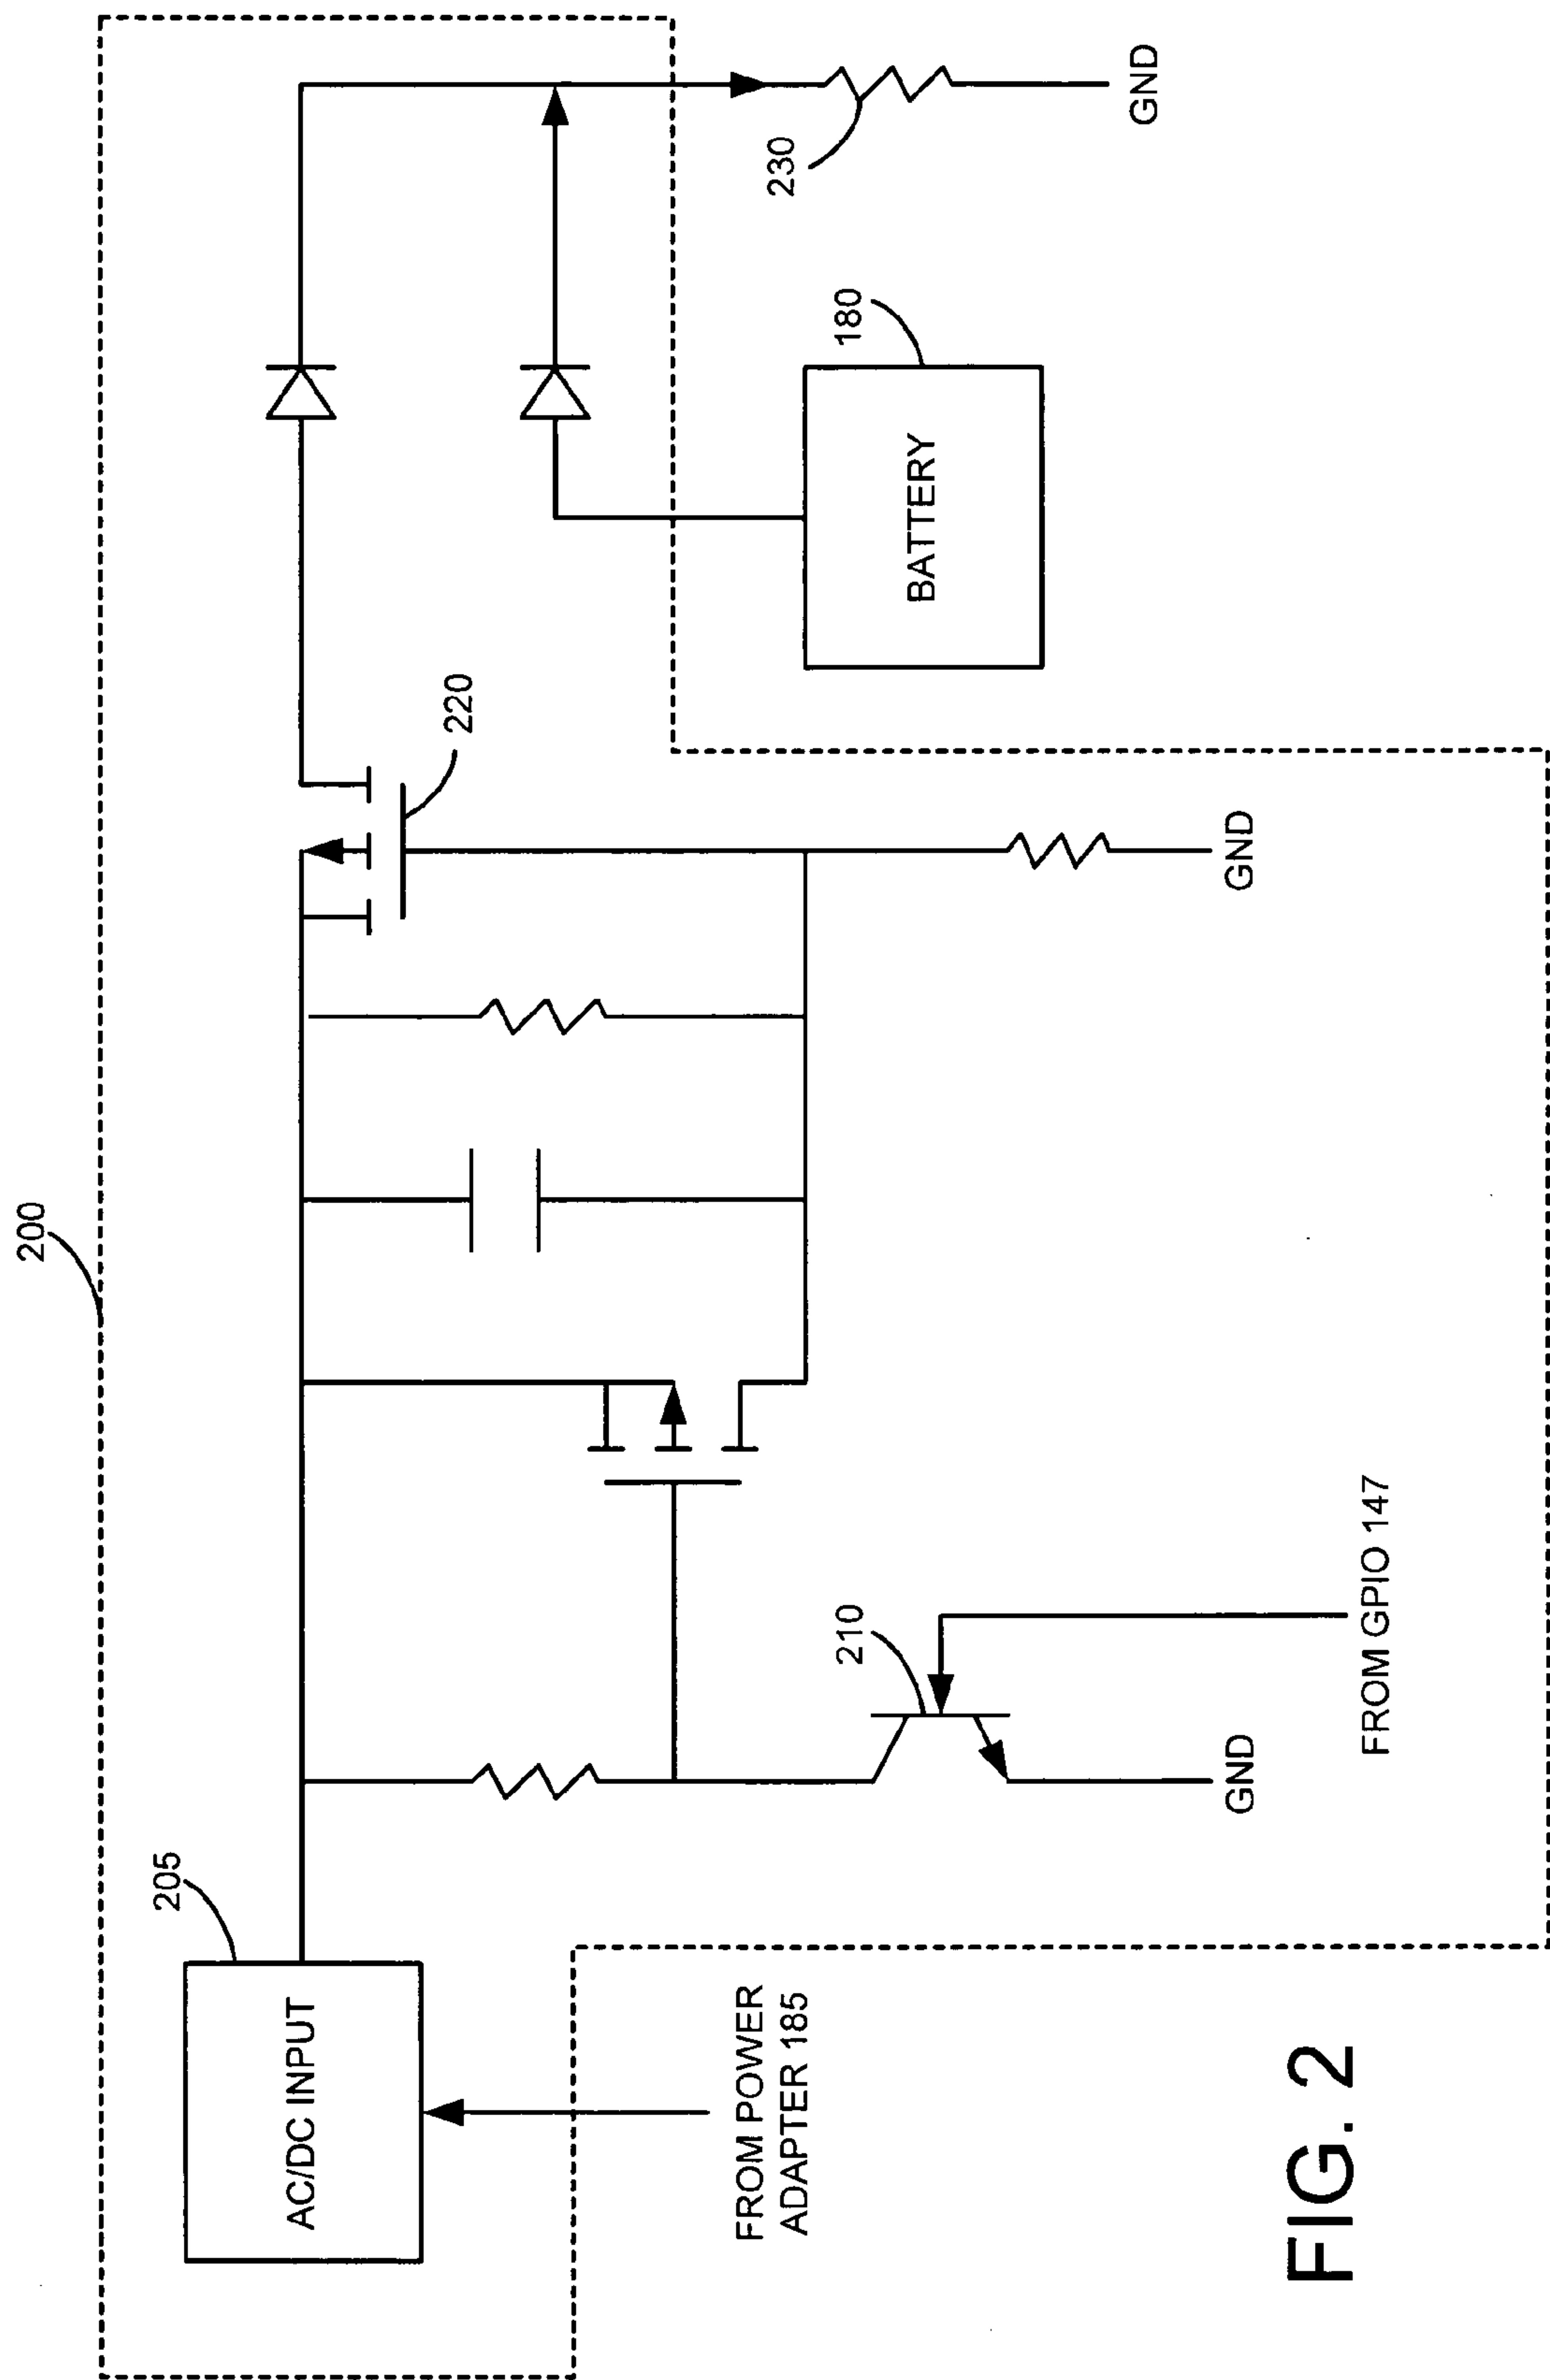 200
205
AC/DC INPUT
FROM POWER
ADAPTER 185
210
GND
FROM GPIO 147
220
GND
180
BATTERY
230
GND
FIG. 2